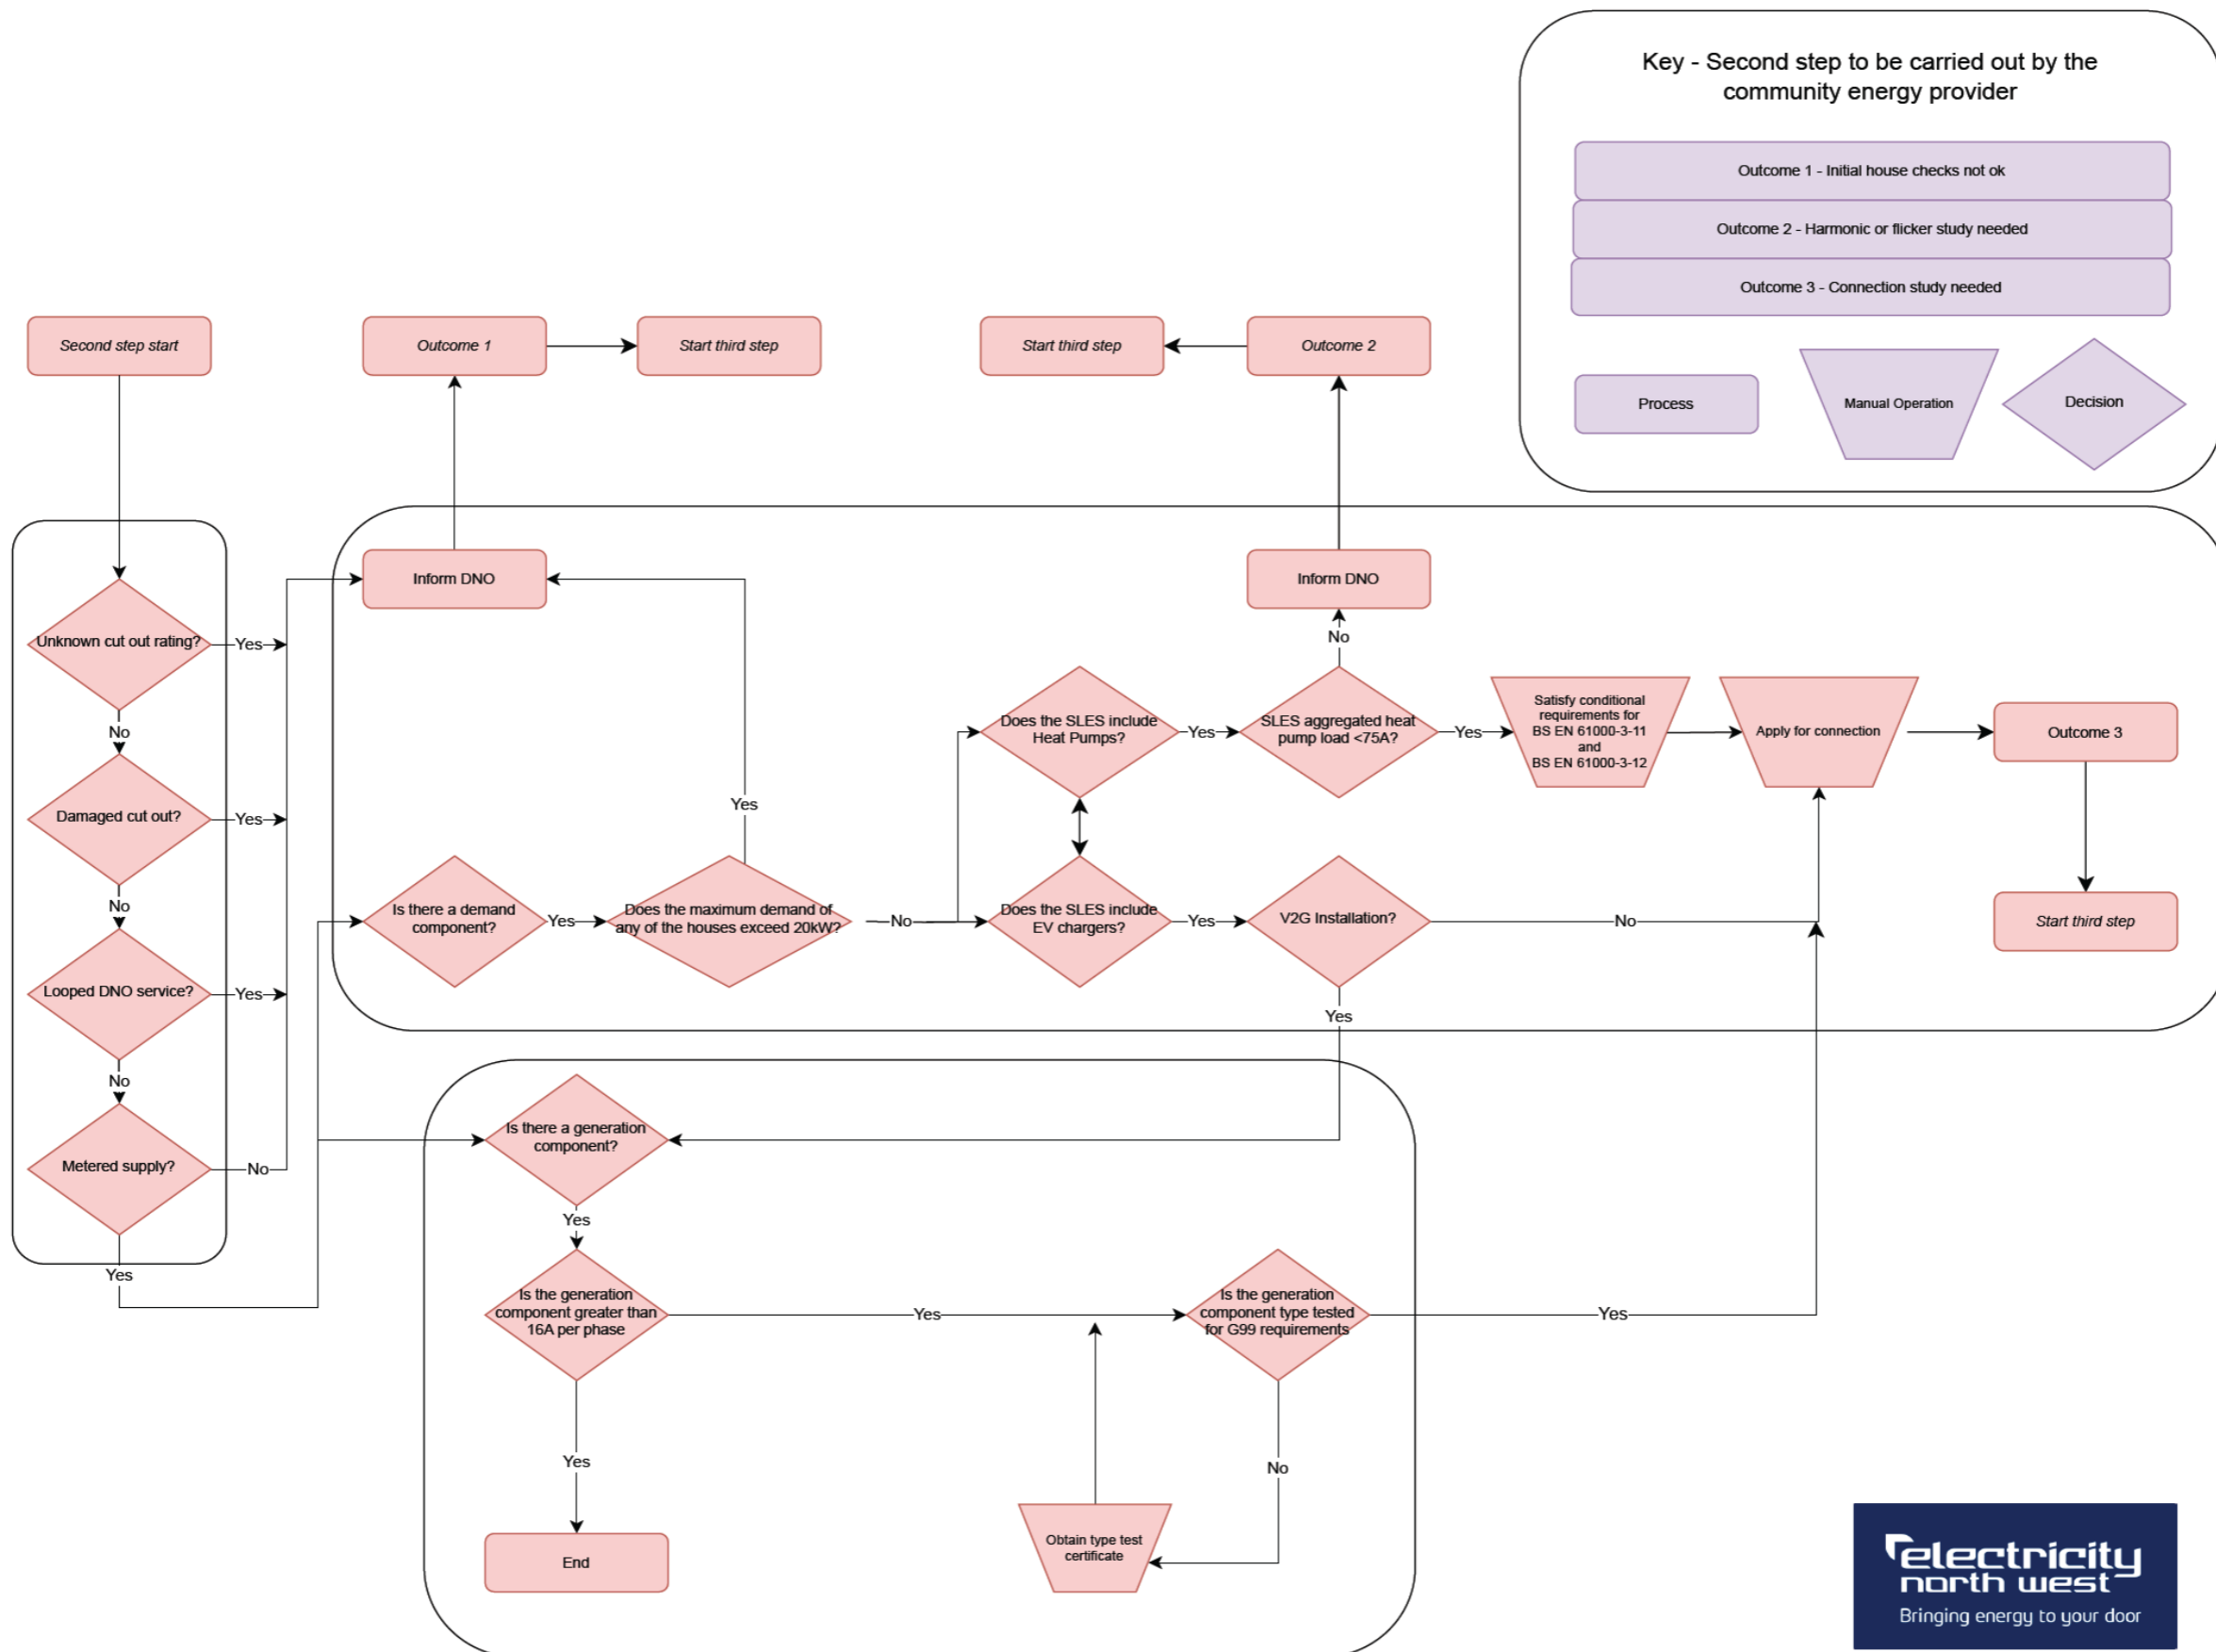 Key - Second step to be carried out by the
community energy provider
Outcome 1 - Initial house checks not ok
Outcome 2 - Harmonic or flicker study needed
Outcome 3 - Connection study needed
Process
Manual Operation
Decision
Second step start
Outcome 1
Start third step
Start third step
Outcome 2
Inform DNO
Inform DNO
Unknown cut out rating?
Yes
No
No
Does the SLES include
Heat Pumps?
Yes
SLES aggregated heat
pump load <75A?
Yes
Satisfy conditional
requirements for
BS EN 61000-3-11
and
BS EN 61000-3-12
Apply for connection
Outcome 3
Damaged cut out?
Yes
Yes
No
Is there a demand
component?
Yes
Does the maximum demand of
any of the houses exceed 20kW?
No
Does the SLES include
EV chargers?
Yes
V2G Installation?
No
Start third step
Looped DNO service?
Yes
Yes
No
Is there a generation
component?
Metered supply?
No
Yes
Yes
Is the generation
component greater than
16A per phase
Yes
Is the generation
component type tested
for G99 requirements
Yes
Yes
No
Obtain type test
certificate
End
electricity
north west
Bringing energy to your door